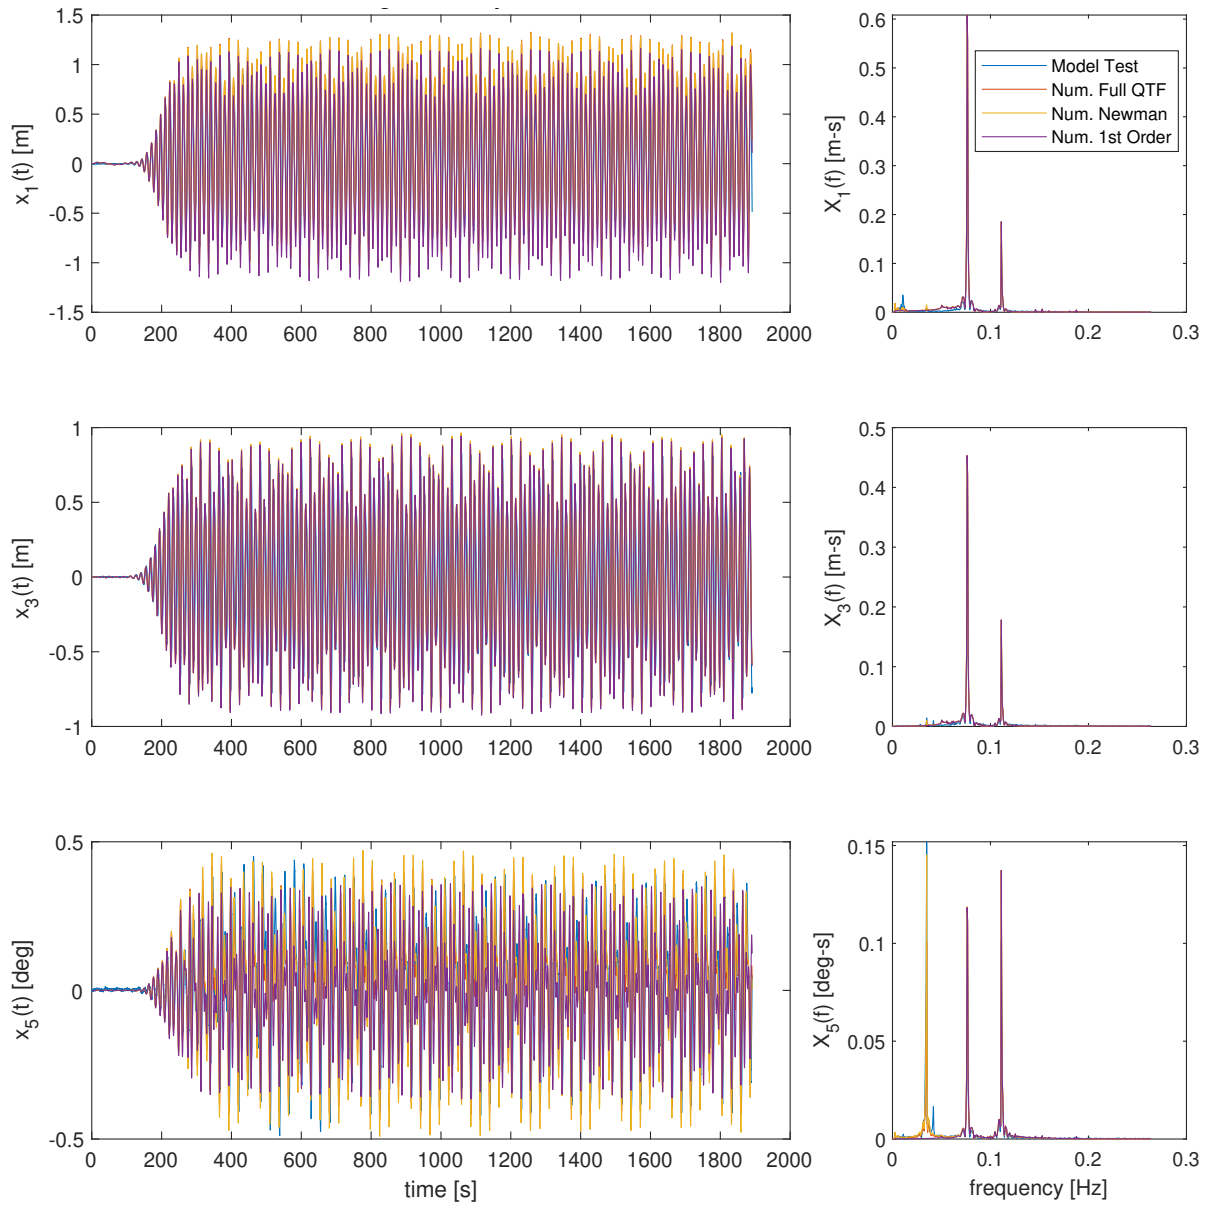 1.5
1
0.5
0
-0.5
-1
-1.5
x1(t) [m]
0 200 400 600 800 1000 1200 1400 1600 1800 2000
0.6
0.5
0.4
0.3
0.2
0.1
0
X1(f) [m-s]
0 0.1 0.2 0.3
Model Test
Num. Full QTF
Num. Newman
Num. 1st Order
1
0.5
0
-0.5
-1
x3(t) [m]
0 200 400 600 800 1000 1200 1400 1600 1800 2000
0.5
0.4
0.3
0.2
0.1
0
X3(f) [m-s]
0 0.1 0.2 0.3
0.5
0
-0.5
x5(t) [deg]
0 200 400 600 800 1000 1200 1400 1600 1800 2000
time [s]
0.15
0.1
0.05
0
X5(f) [deg-s]
0 0.1 0.2 0.3
frequency [Hz]